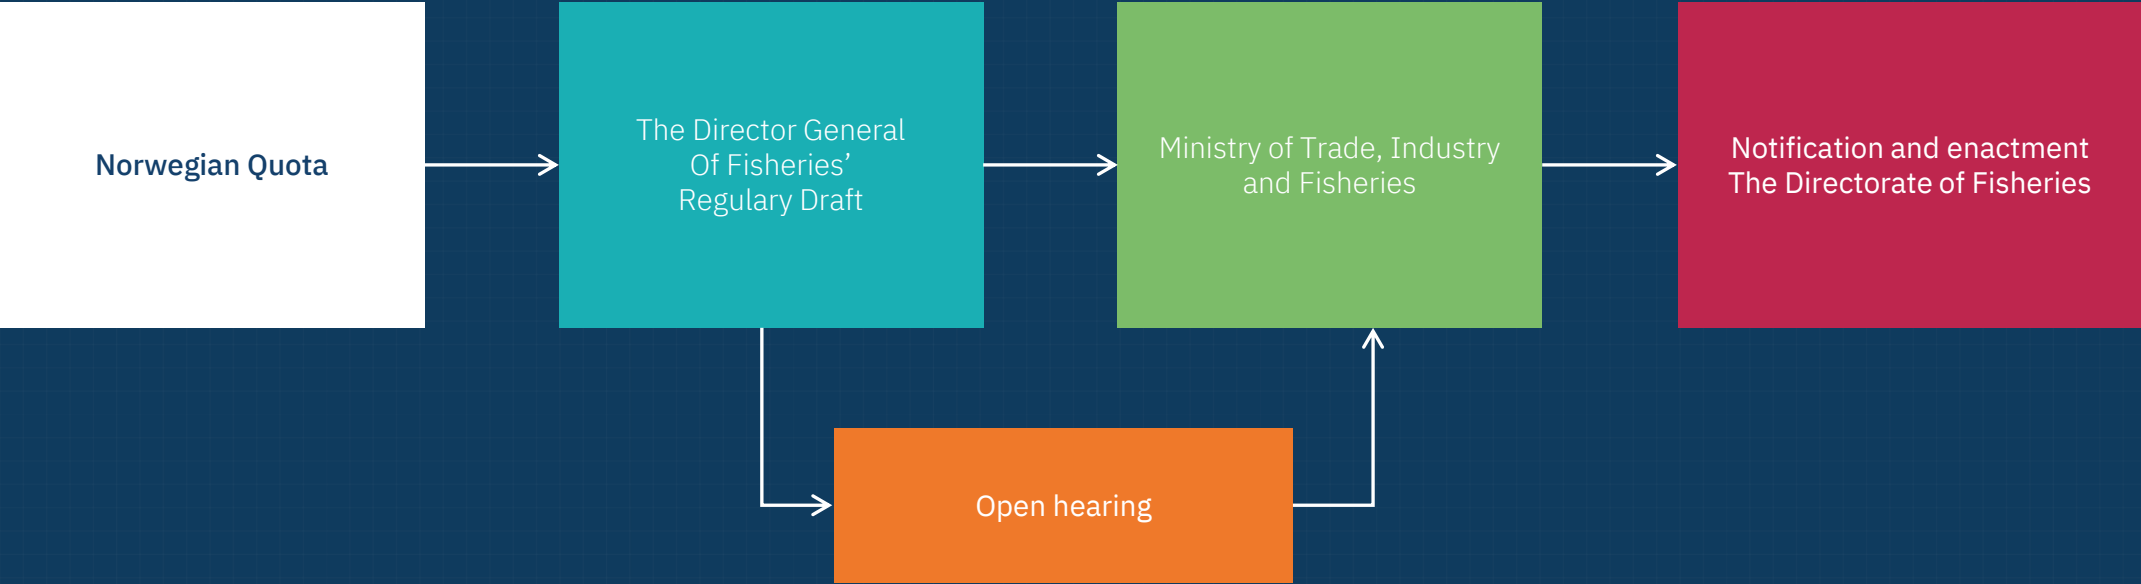 Norwegian Quota
The Director General
Of Fisheries’
Regulary Draft
Ministry of Trade, Industry
and Fisheries
Notification and enactment
The Directorate of Fisheries
Open hearing